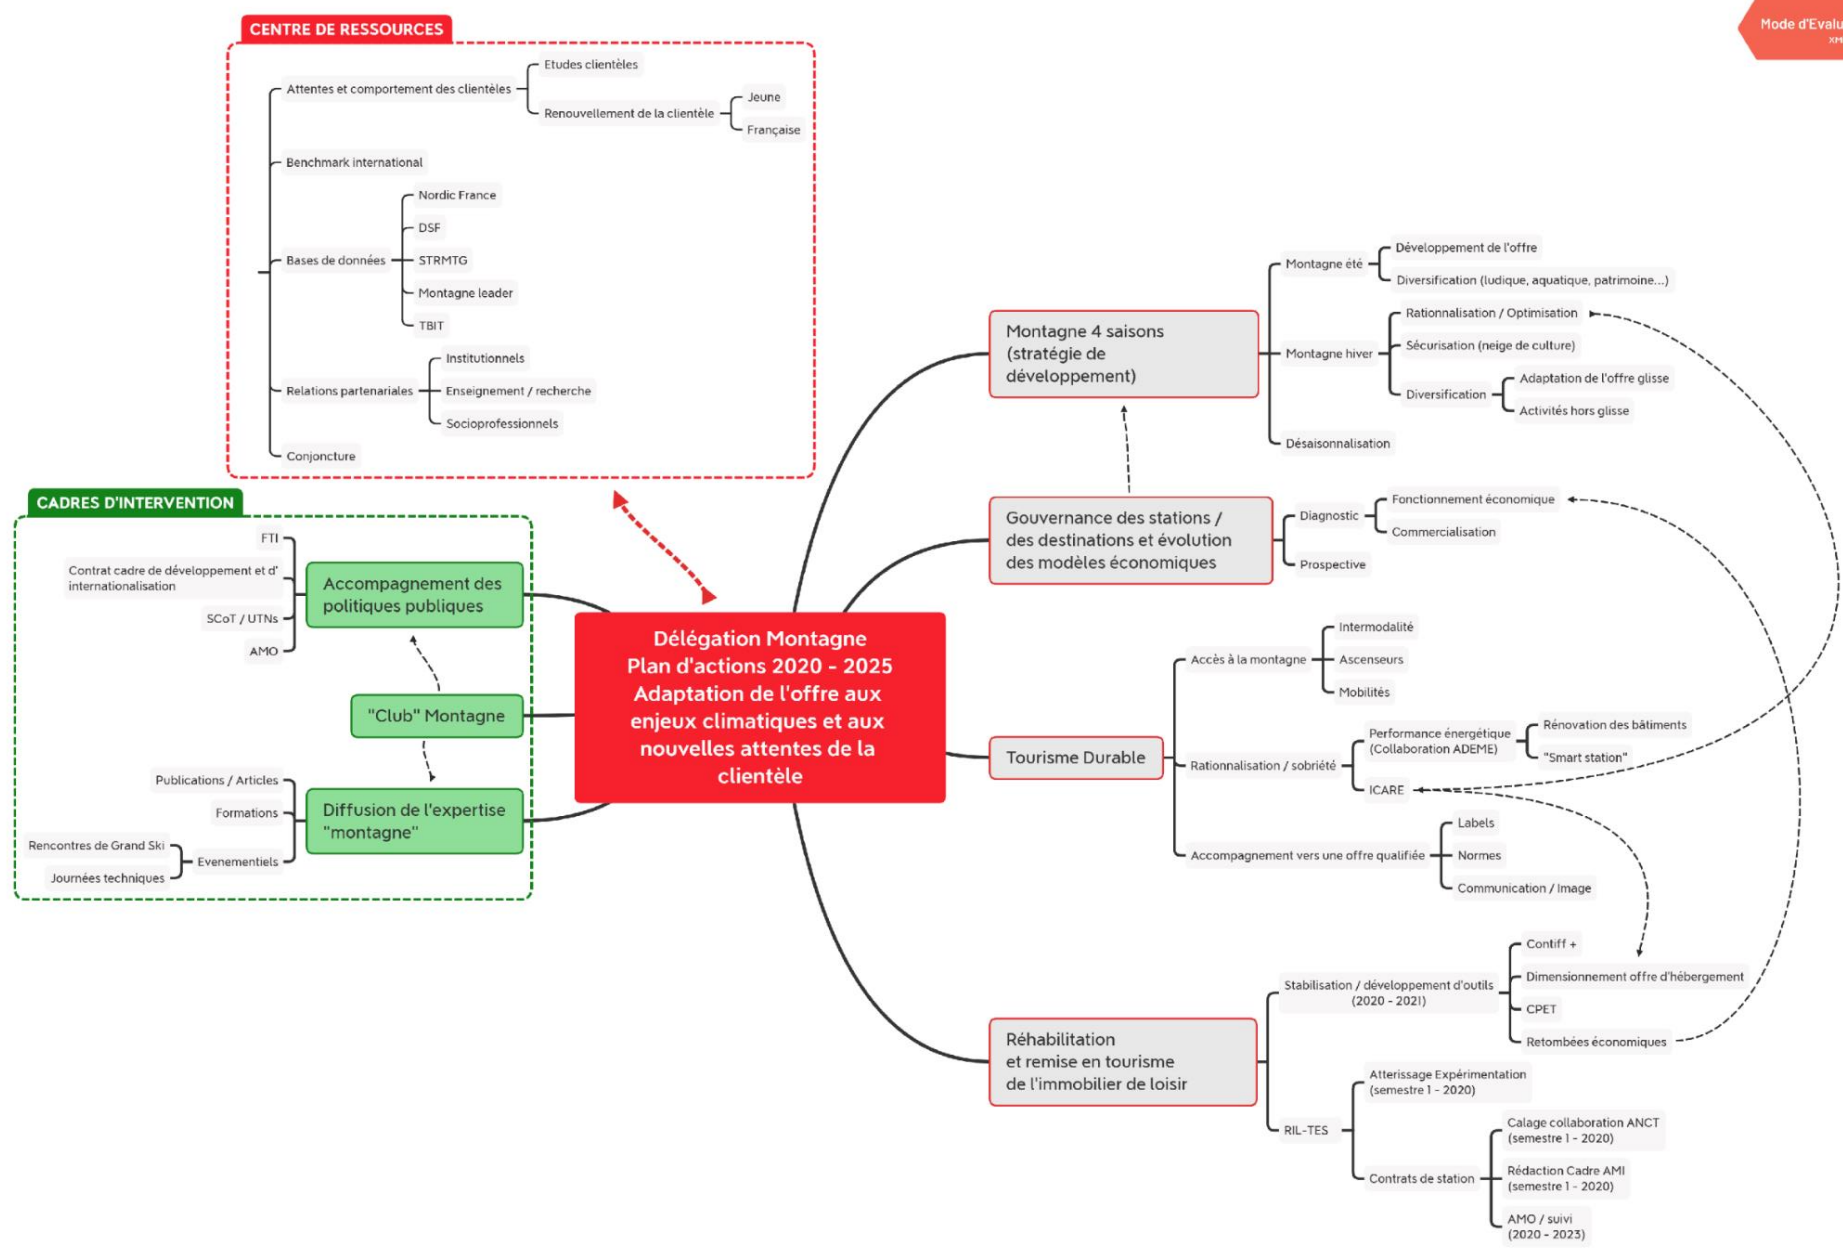 CENTRE DE RESSOURCES
Attentes et comportement des clientèles
Etudes clientèles
Renouvellement de la clientèle
Jeune
Française
Benchmark international
Bases de données
Nordic France
DSF
STRMTG
Montagne leader
TBIT
Relations partenariales
Institutionnels
Enseignement / recherche
Socioprofessionnels
Conjoncture
CADRES D'INTERVENTION
Accompagnement des
politiques publiques
FTI
Contrat cadre de développement et d'
internationalisation
SCoT / UTNs
AMO
"Club" Montagne
Diffusion de l'expertise
"montagne"
Publications / Articles
Formations
Evenementiels
Rencontres de Grand Ski
Journées techniques
Délégation Montagne
Plan d'actions 2020 - 2025
Adaptation de l'offre aux
enjeux climatiques et aux
nouvelles attentes de la
clientèle
Mode d'Evalu
XM
Montagne 4 saisons
(stratégie de
développement)
Montagne été
Développement de l'offre
Diversification (ludique, aquatique, patrimoine...)
Montagne hiver
Rationnalisation / Optimisation
Sécurisation (neige de culture)
Diversification
Adaptation de l'offre glisse
Activités hors glisse
Désaisonnalisation
Gouvernance des stations /
des destinations et évolution
des modèles économiques
Diagnostic
Fonctionnement économique
Commercialisation
Prospective
Tourisme Durable
Accès à la montagne
Intermodalité
Ascenseurs
Mobilités
Rationnalisation / sobriété
Performance énergétique
(Collaboration ADEME)
Rénovation des bâtiments
"Smart station"
ICARE
Accompagnement vers une offre qualifiée
Labels
Normes
Communication / Image
Réhabilitation
et remise en tourisme
de l'immobilier de loisir
Stabilisation / développement d'outils
(2020 - 2021)
Contiff +
Dimensionnement offre d'hébergement
CPET
Retombées économiques
RIL-TES
Atterissage Expérimentation
(semestre 1 - 2020)
Contrats de station
Calage collaboration ANCT
(semestre 1 - 2020)
Rédaction Cadre AMI
(semestre 1 - 2020)
AMO / suivi
(2020 - 2023)